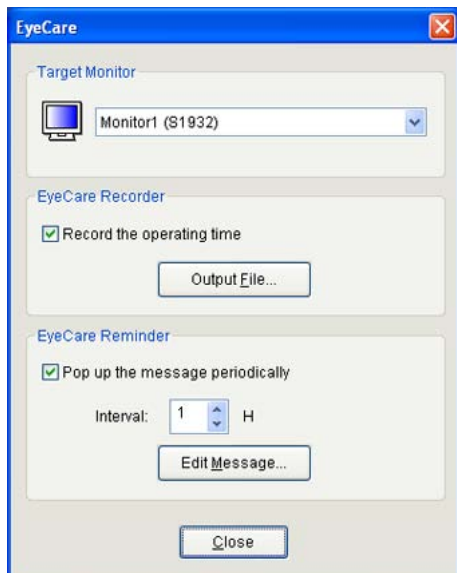 EyeCare
Target Monitor
Monitor1 (S1932)
EyeCare Recorder
Record the operating time
Output File...
EyeCare Reminder
Pop up the message periodically
Interval: 1 H
Edit Message...
Close